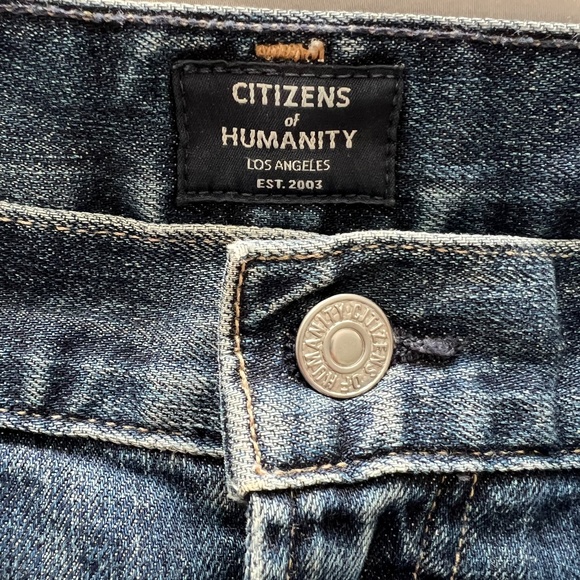 CITIZENS
of
HUMANITY
LOS ANGELES
EST. 2003
CITIZENS OF HUMANITY